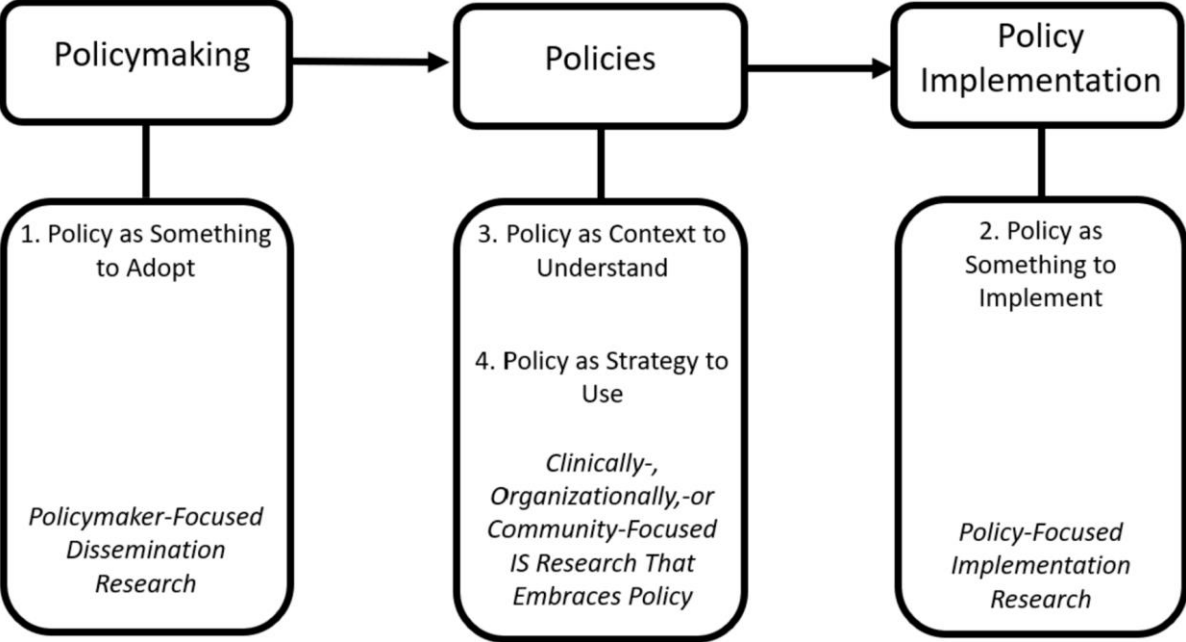 Policymaking
Policies
Policy
Implementation
1. Policy as Something
to Adopt
Policymaker-Focused
Dissemination
Research
3. Policy as Context to
Understand
4. Policy as Strategy to
Use
Clinically-,
Organizationally,-or
Community-Focused
IS Research That
Embraces Policy
2. Policy as
Something to
Implement
Policy-Focused
Implementation
Research